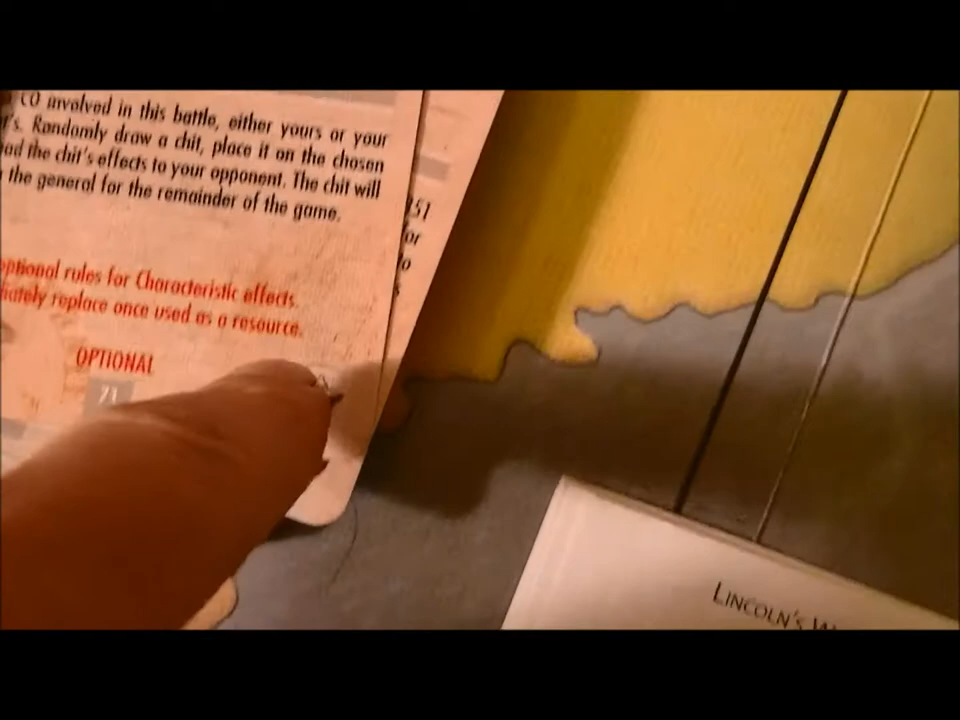 CO involved in this battle, either yours or your
Randomly draw a chit, place it on the chosen
the chit's effects to your opponent. The chit will
the general for the remainder of the game.
optional rules for Characteristic effects.
replace once used as a resource.
OPTIONAL
71
51
LINCOLN'S